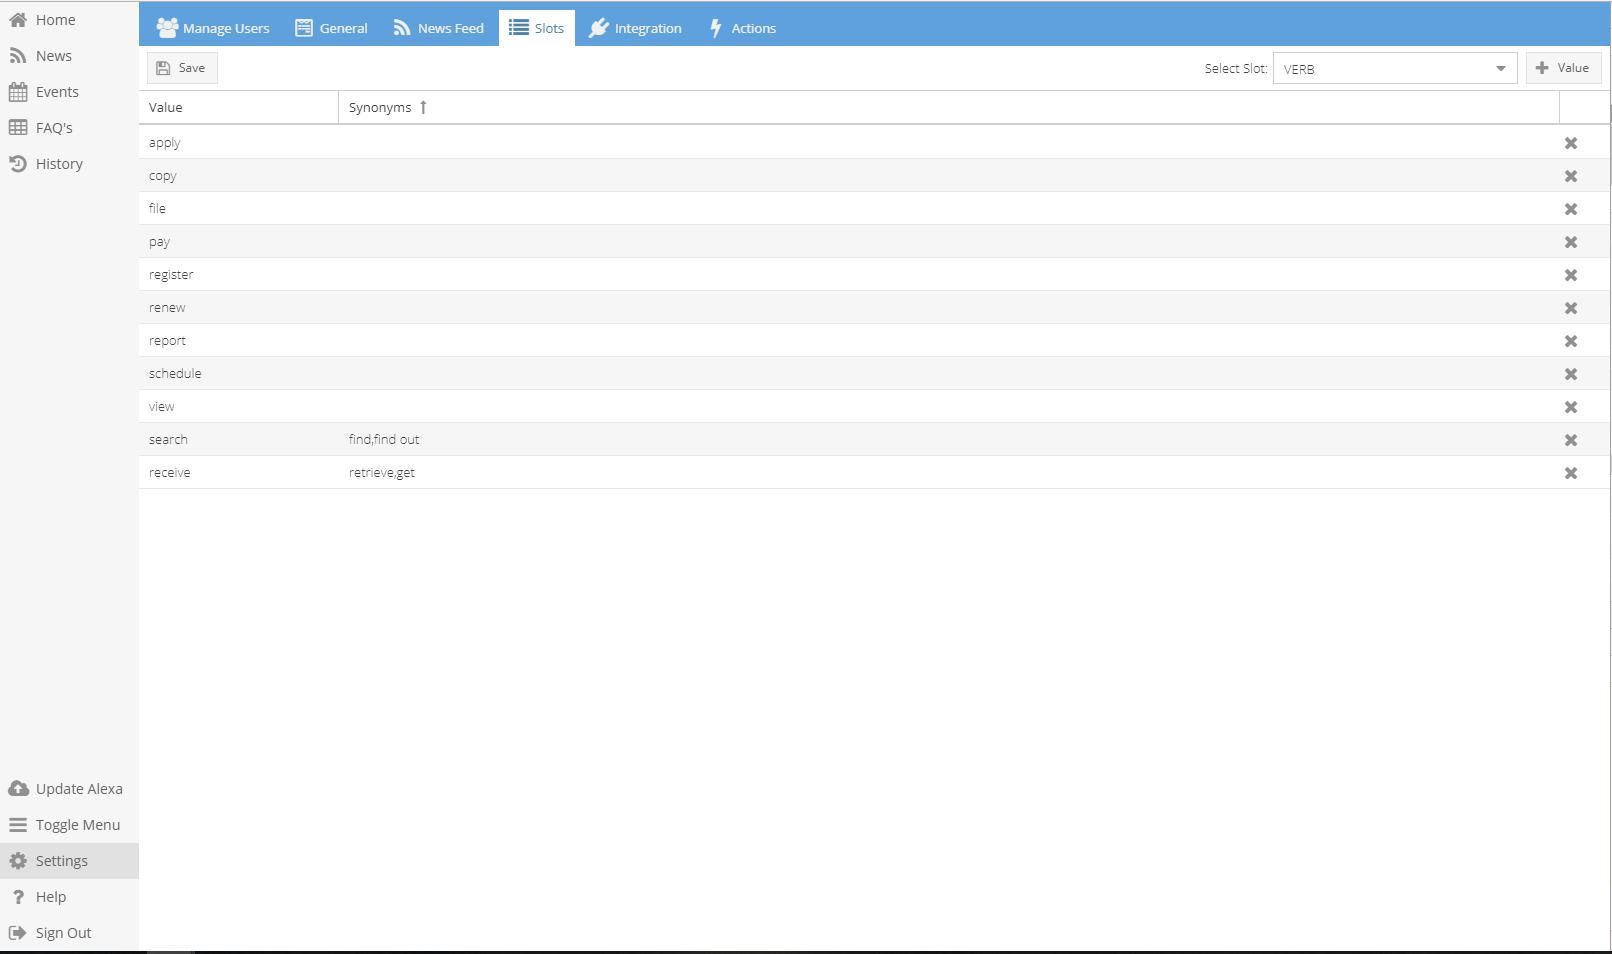 Home
News
Events
FAQ's
History
Update Alexa
Toggle Menu
Settings
Help
Sign Out
Manage Users General News Feed Slots Integration Actions
Save Select Slot: VERB Value
Value Synonyms
apply
copy
file
pay
register
renew
report
schedule
view
search find,find out
receive retrieve,get